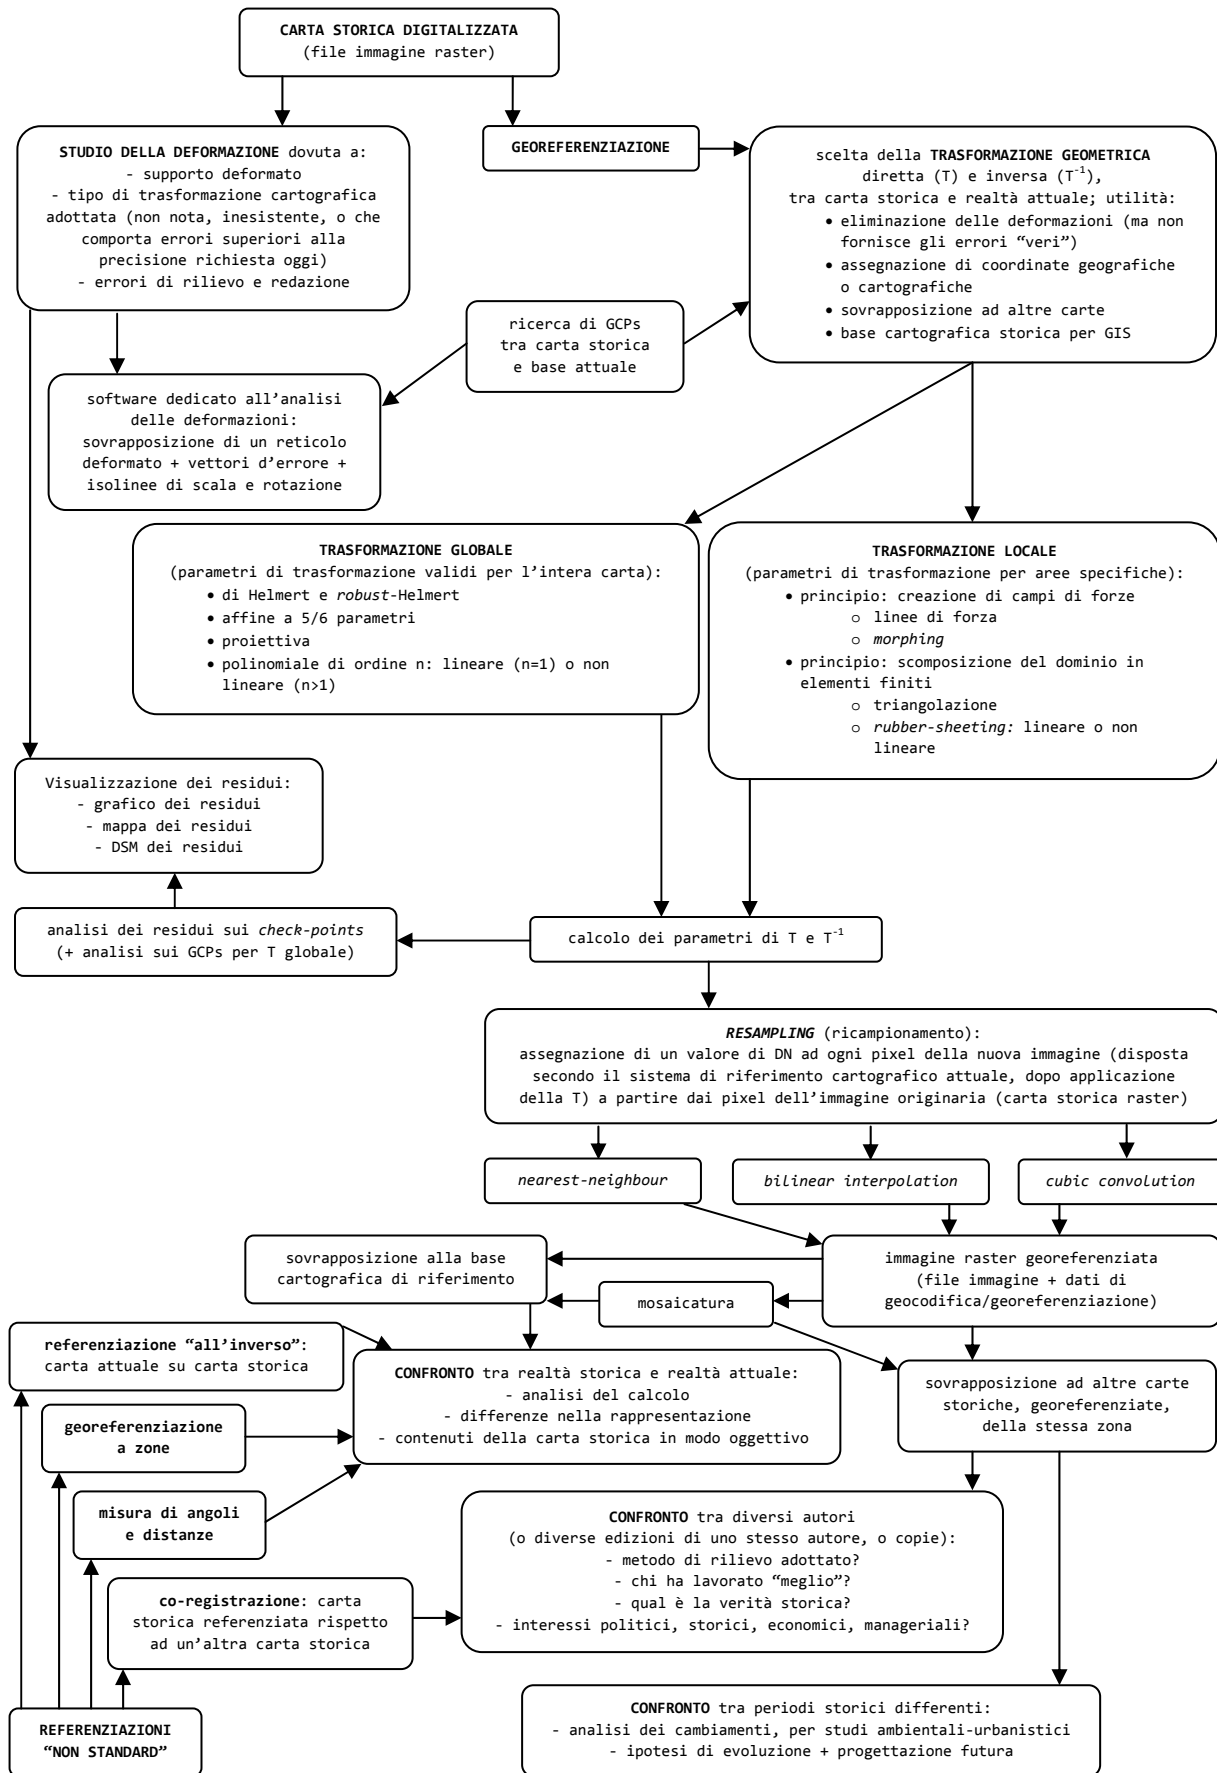 CARTA STORICA DIGITALIZZATA
(file immagine raster)
STUDIO DELLA DEFORMAZIONE dovuta a:
- supporto deformato
- tipo di trasformazione cartografica
adottata (non nota, inesistente, o che
comporta errori superiori alla
precisione richiesta oggi)
- errori di rilievo e redazione
GEOREFERENZIAZIONE
scelta della TRASFORMAZIONE GEOMETRICA
diretta (T) e inversa (T⁻¹),
tra carta storica e realtà attuale; utilità:
• eliminazione delle deformazioni (ma non
fornisce gli errori “veri”)
• assegnazione di coordinate geografiche
o cartografiche
• sovrapposizione ad altre carte
• base cartografica storica per GIS
ricerca di GCPs
tra carta storica
e base attuale
software dedicato all’analisi
delle deformazioni:
sovrapposizione di un reticolo
deformato + vettori d’errore +
isolinee di scala e rotazione
TRASFORMAZIONE GLOBALE
(parametri di trasformazione validi per l’intera carta):
• di Helmert e robust-Helmert
• affine a 5/6 parametri
• proiettiva
• polinomiale di ordine n: lineare (n=1) o non
lineare (n>1)
TRASFORMAZIONE LOCALE
(parametri di trasformazione per aree specifiche):
• principio: creazione di campi di forze
o linee di forza
o morphing
• principio: scomposizione del dominio in
elementi finiti
o triangolazione
o rubber-sheeting: lineare o non
lineare
Visualizzazione dei residui:
- grafico dei residui
- mappa dei residui
- DSM dei residui
analisi dei residui sui check-points
(+ analisi sui GCPs per T globale)
calcolo dei parametri di T e T⁻¹
RESAMPLING (ricampionamento):
assegnazione di un valore di DN ad ogni pixel della nuova immagine (disposta
secondo il sistema di riferimento cartografico attuale, dopo applicazione
della T) a partire dai pixel dell’immagine originaria (carta storica raster)
nearest-neighbour
bilinear interpolation
cubic convolution
sovrapposizione alla base
cartografica di riferimento
immagine raster georeferenziata
(file immagine + dati di
geocodifica/georeferenziazione)
mosaicatura
referenziazione “all’inverso”:
carta attuale su carta storica
CONFRONTO tra realtà storica e realtà attuale:
- analisi del calcolo
- differenze nella rappresentazione
- contenuti della carta storica in modo oggettivo
sovrapposizione ad altre carte
storiche, georeferenziate,
della stessa zona
georeferenziazione
a zone
misura di angoli
e distanze
CONFRONTO tra diversi autori
(o diverse edizioni di uno stesso autore, o copie):
- metodo di rilievo adottato?
- chi ha lavorato “meglio”?
- qual è la verità storica?
- interessi politici, storici, economici, manageriali?
co-registrazione: carta
storica referenziata rispetto
ad un’altra carta storica
REFERENZIAZIONI
“NON STANDARD”
CONFRONTO tra periodi storici differenti:
- analisi dei cambiamenti, per studi ambientali-urbanistici
- ipotesi di evoluzione + progettazione futura